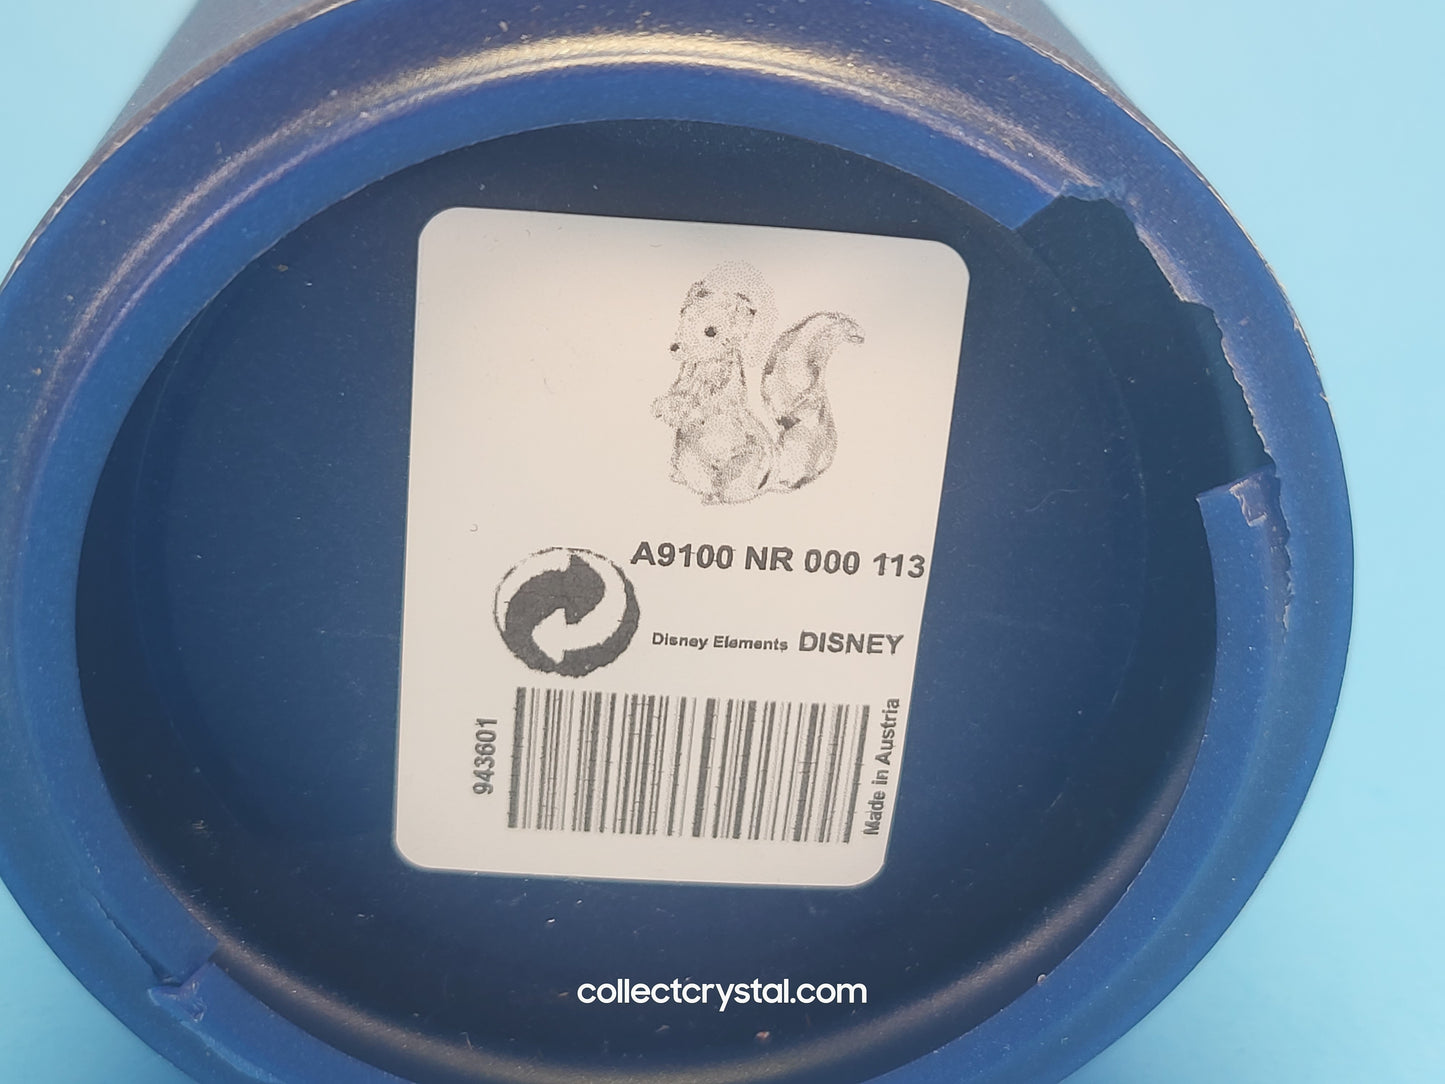 A9100 NR 000 113
Disney Elements DISNEY
943601
Made in Austria
collectcrystal.com